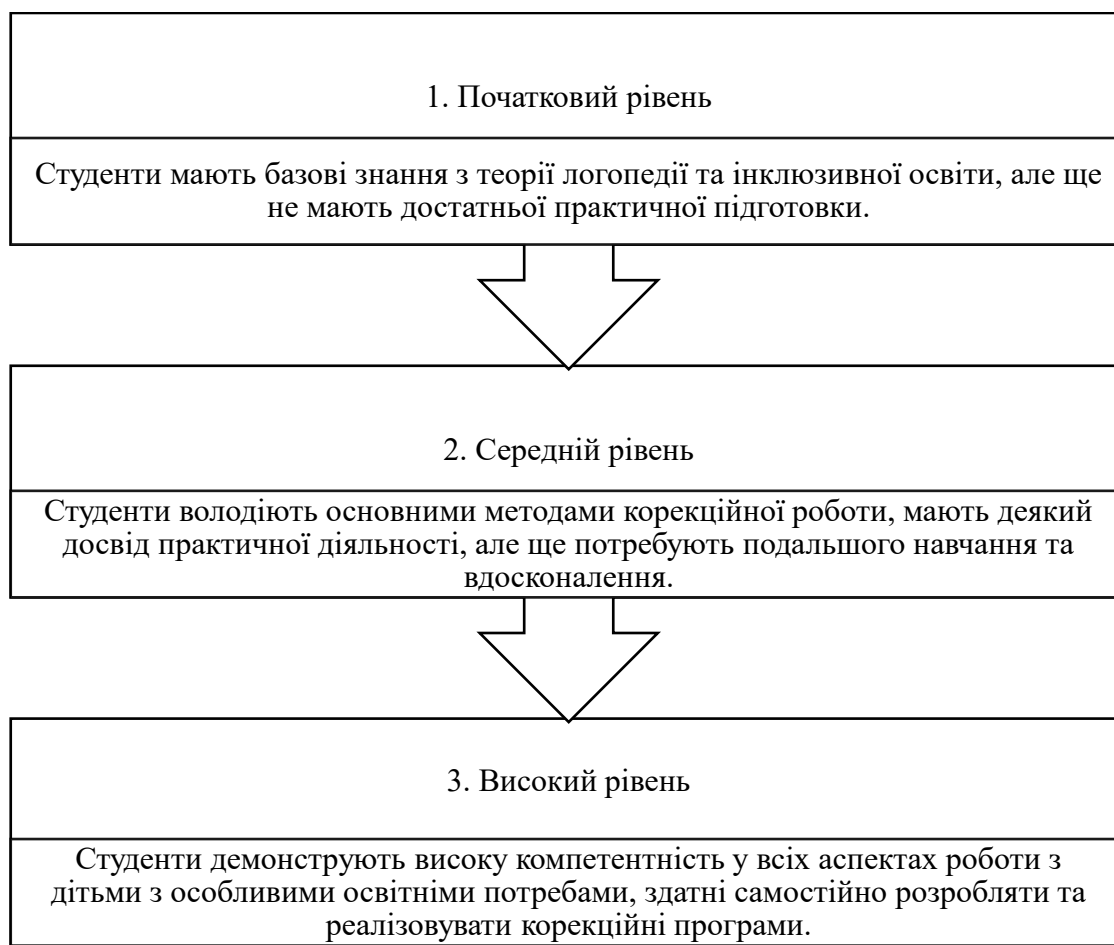 1. Початковий рівень
Студенти мають базові знання з теорії логопедії та інклюзивної освіти, але ще
не мають достатньої практичної підготовки.
2. Середній рівень
Студенти володіють основними методами корекційної роботи, мають деякий
досвід практичної діяльності, але ще потребують подальшого навчання та
вдосконалення.
3. Високий рівень
Студенти демонструють високу компетентність у всіх аспектах роботи з
дітьми з особливими освітніми потребами, здатні самостійно розробляти та
реалізовувати корекційні програми.